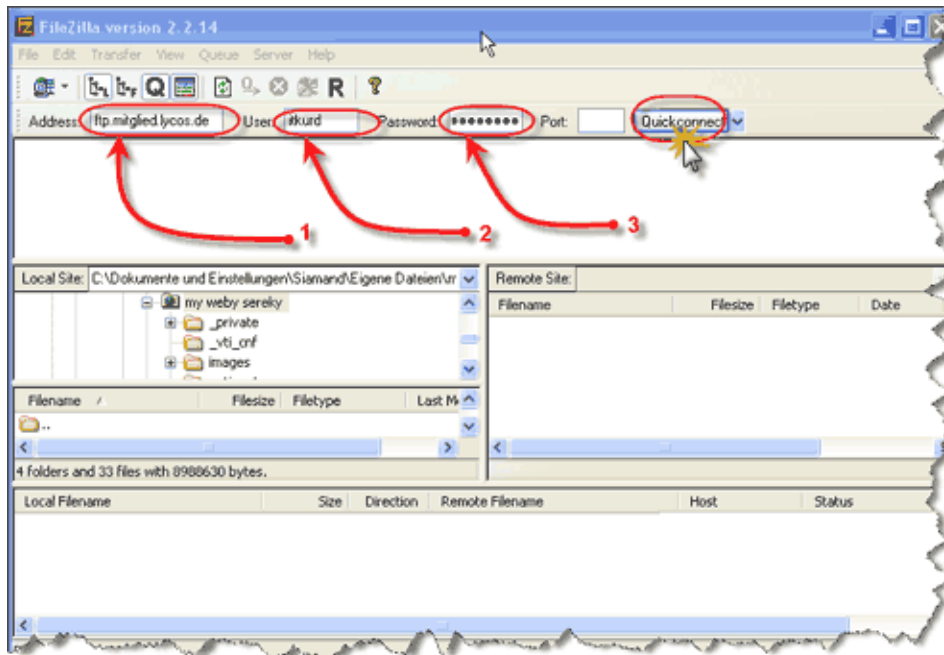 FileZilla version 2.2.14
File Edit Transfer View Queue Server Help
Address: ftp.mitglied.lycos.de User: itkurd Password: ●●●●●●●● Port: Quickconnect
1 2 3
Local Site: C:\Dokumente und Einstellungen\Siamand\Eigene Dateien\m
Remote Site:
my weby sereky
_private
_vti_cnf
images
Filename Filesize Filetype Last M
..
4 folders and 33 files with 8988630 bytes.
Filename Filesize Filetype Date
Local Filename Size Direction Remote Filename Host Status